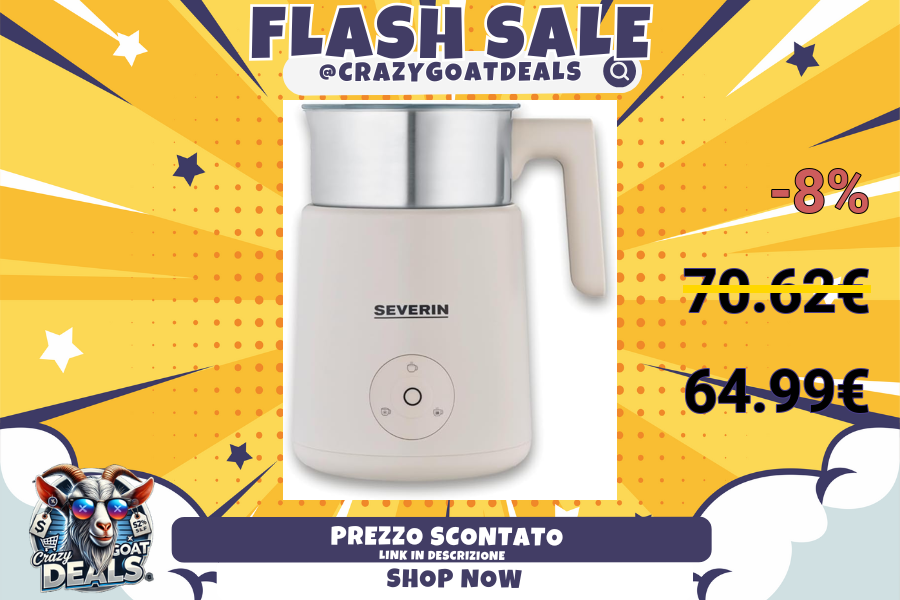 FLASH SALE
@CRAZYGOATDEALS
-8%
70.62€
64.99€
SEVERIN
$
52%
Crazy
GOAT
DEALS
PREZZO SCONTATO
LINK IN DESCRIZIONE
SHOP NOW